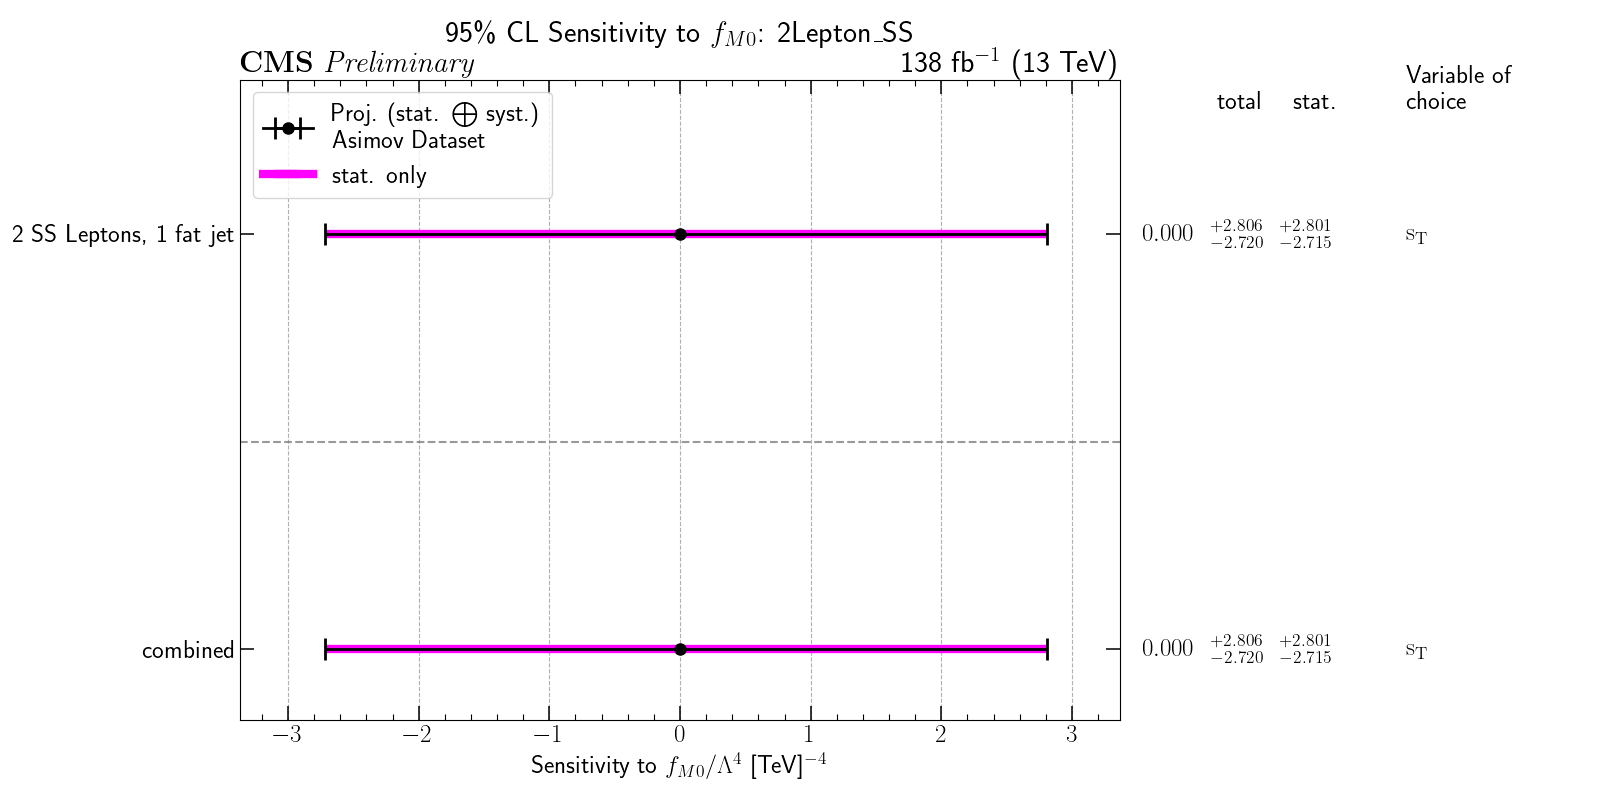 95% CL Sensitivity to f_{M0}: 2Lepton_SS
CMS Preliminary
138 fb^{-1} (13 TeV)
total stat.
Variable of
choice
Proj. (stat. ⨁ syst.)
Asimov Dataset
stat. only
2 SS Leptons, 1 fat jet
0.000 +2.806 −2.720 +2.801 −2.715 s_T
combined
0.000 +2.806 −2.720 +2.801 −2.715 s_T
−3 −2 −1 0 1 2 3
Sensitivity to f_{M0}/Λ^4 [TeV]^{−4}